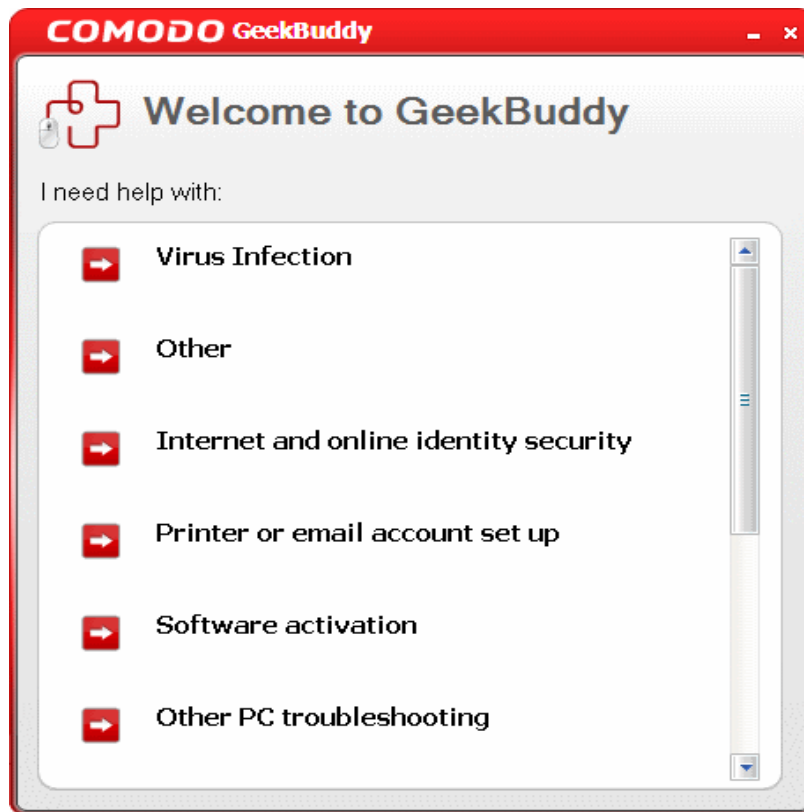 COMODO GeekBuddy
Welcome to GeekBuddy
I need help with:
Virus Infection
Other
Internet and online identity security
Printer or email account set up
Software activation
Other PC troubleshooting